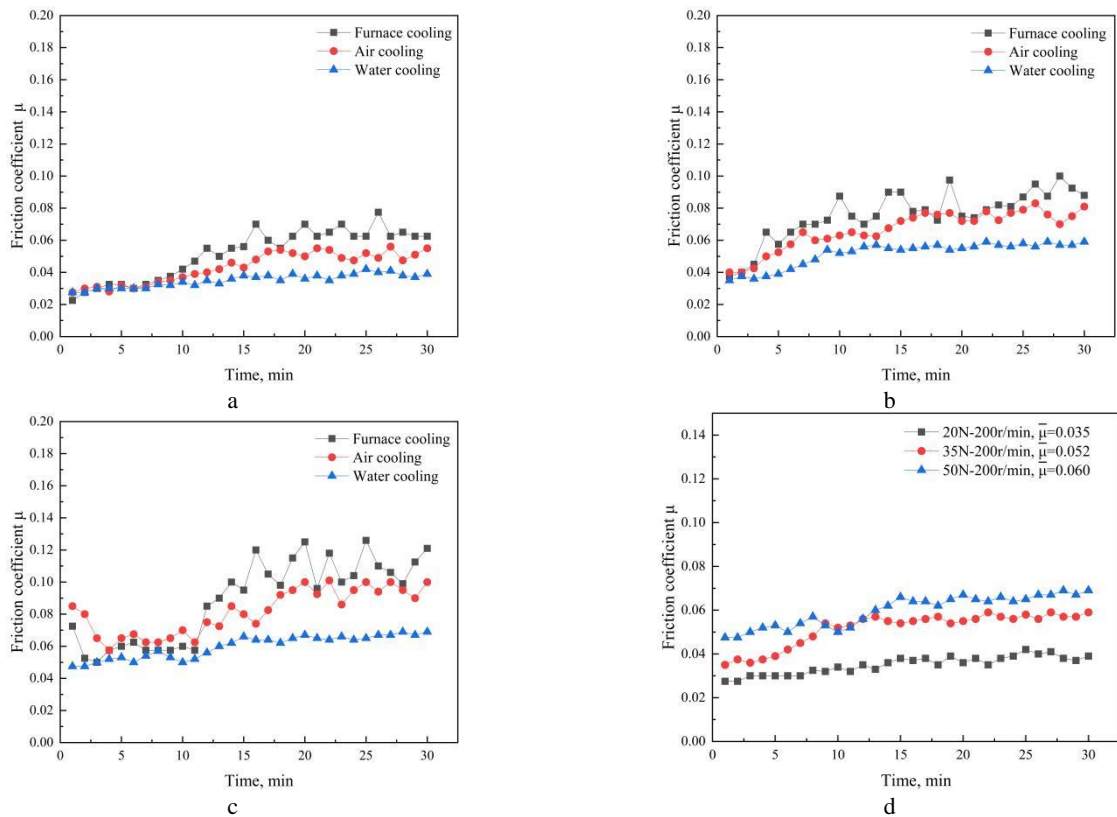 0.20
0.18
0.16
0.14
0.12
0.10
0.08
0.06
0.04
0.02
0.00
Friction coefficient μ
Furnace cooling
Air cooling
Water cooling
0 5 10 15 20 25 30
Time, min
a
0.20
0.18
0.16
0.14
0.12
0.10
0.08
0.06
0.04
0.02
0.00
Friction coefficient μ
Furnace cooling
Air cooling
Water cooling
0 5 10 15 20 25 30
Time, min
b
0.20
0.18
0.16
0.14
0.12
0.10
0.08
0.06
0.04
0.02
0.00
Friction coefficient μ
Furnace cooling
Air cooling
Water cooling
0 5 10 15 20 25 30
Time, min
c
0.14
0.12
0.10
0.08
0.06
0.04
0.02
0.00
Friction coefficient μ
20N-200r/min, μ̅=0.035
35N-200r/min, μ̅=0.052
50N-200r/min, μ̅=0.060
0 5 10 15 20 25 30
Time, min
d